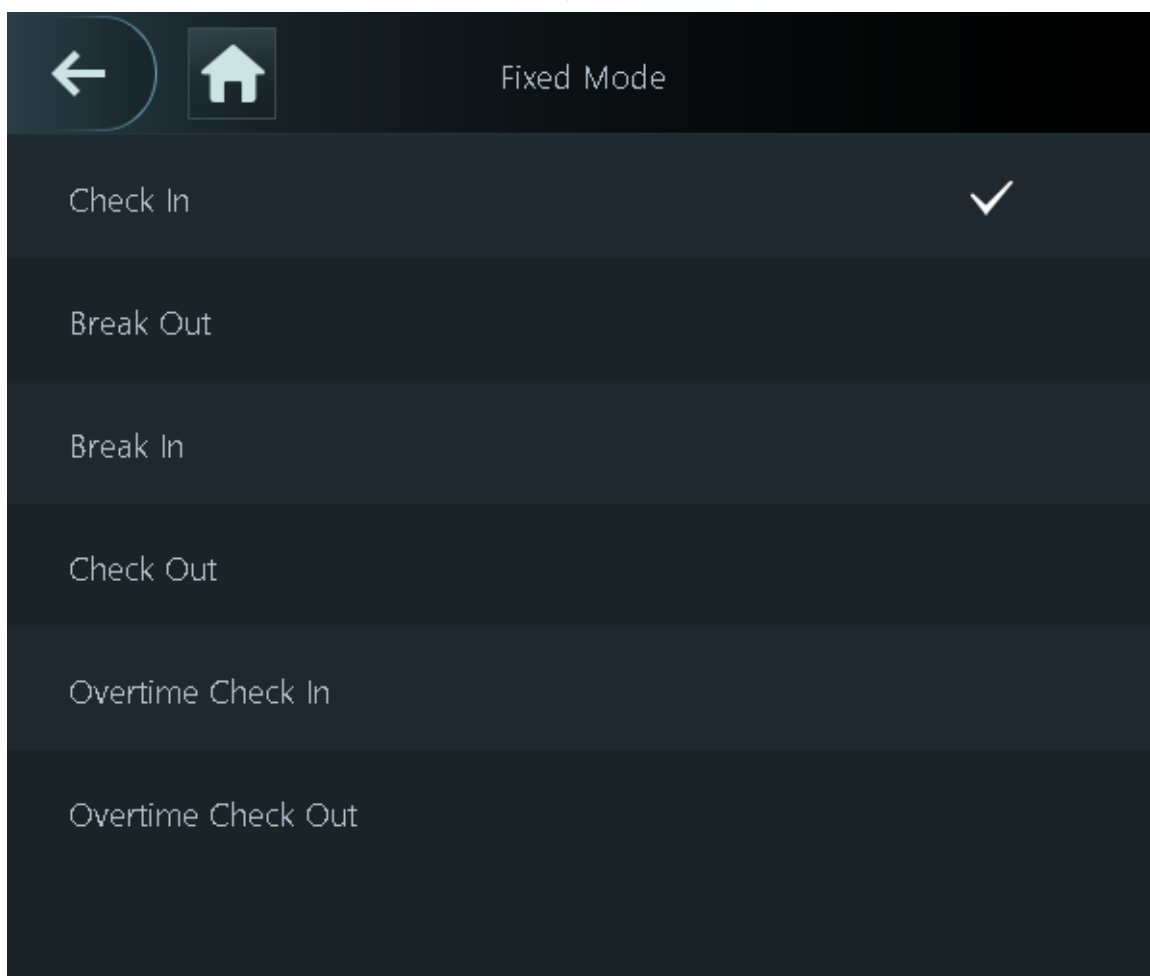 Fixed Mode
Check In
Break Out
Break In
Check Out
Overtime Check In
Overtime Check Out